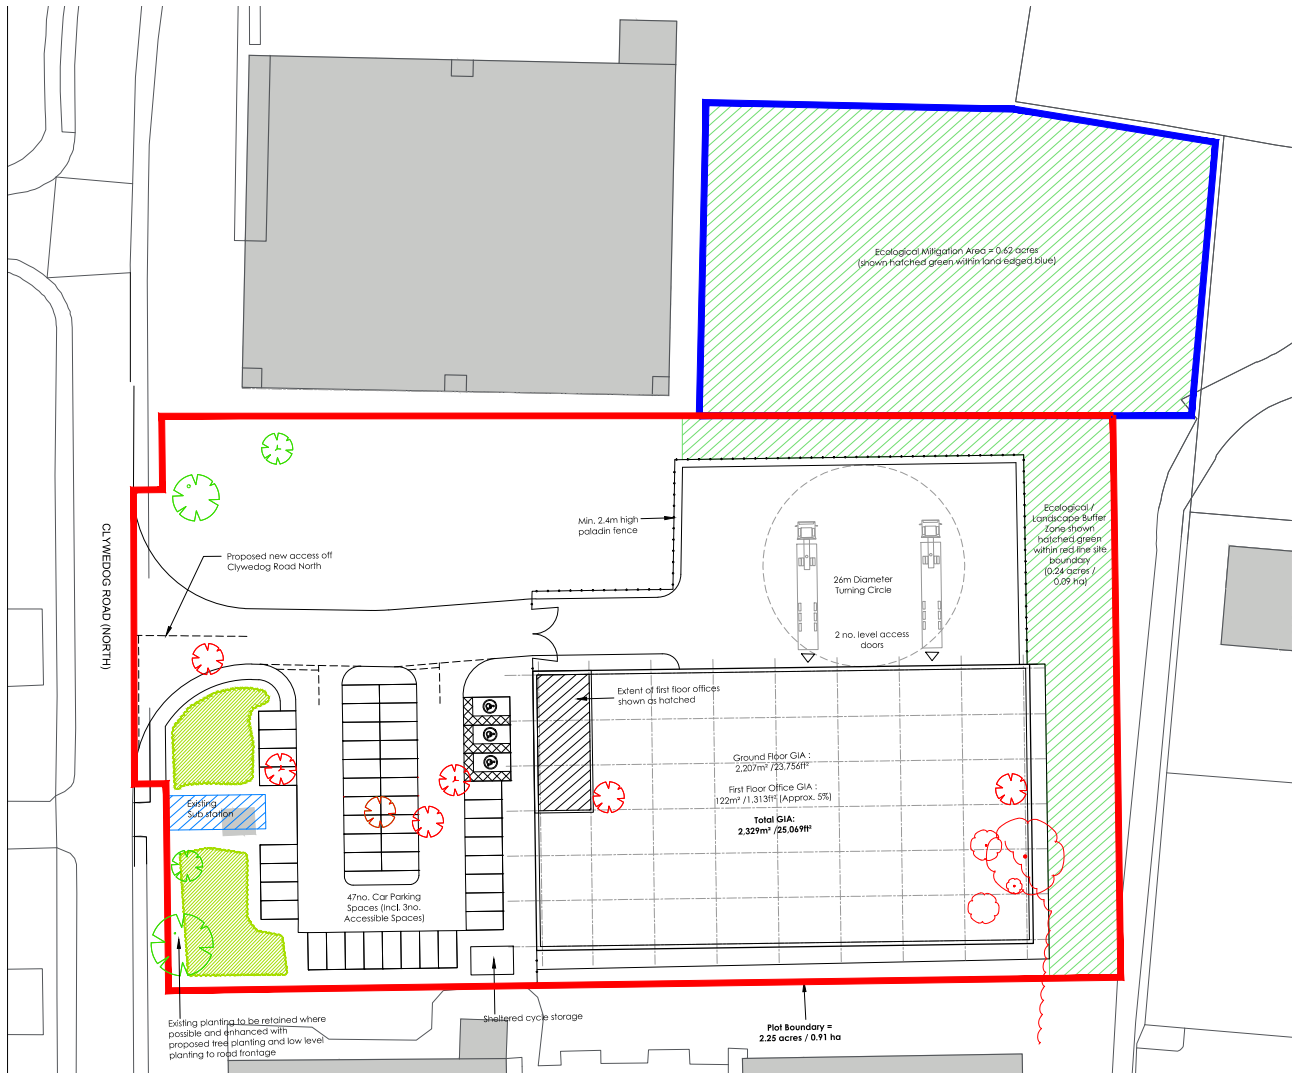 Ecological Mitigation Area = 0.62 acres
(shown hatched green within land edged blue)
Min. 2.4m high
paladin fence
Ecological /
Landscape Buffer
Zone shown
hatched green
within red line site
boundary
(0.24 acres /
0.09 ha)
CLYWEDOG ROAD (NORTH)
Proposed new access off
Clywedog Road North
26m Diameter
Turning Circle
2 no. level access
doors
Extent of first floor offices
shown as hatched
Ground Floor GIA :
2,207m² /23,756ft²
First Floor Office GIA :
122m² /1,313ft² (Approx. 5%)
Total GIA:
2,329m² /25,069ft²
Existing
Sub station
47no. Car Parking
Spaces (Incl. 3no.
Accessible Spaces)
Existing planting to be retained where
possible and enhanced with
proposed tree planting and low level
planting to road frontage
Sheltered cycle storage
Plot Boundary =
2.25 acres / 0.91 ha